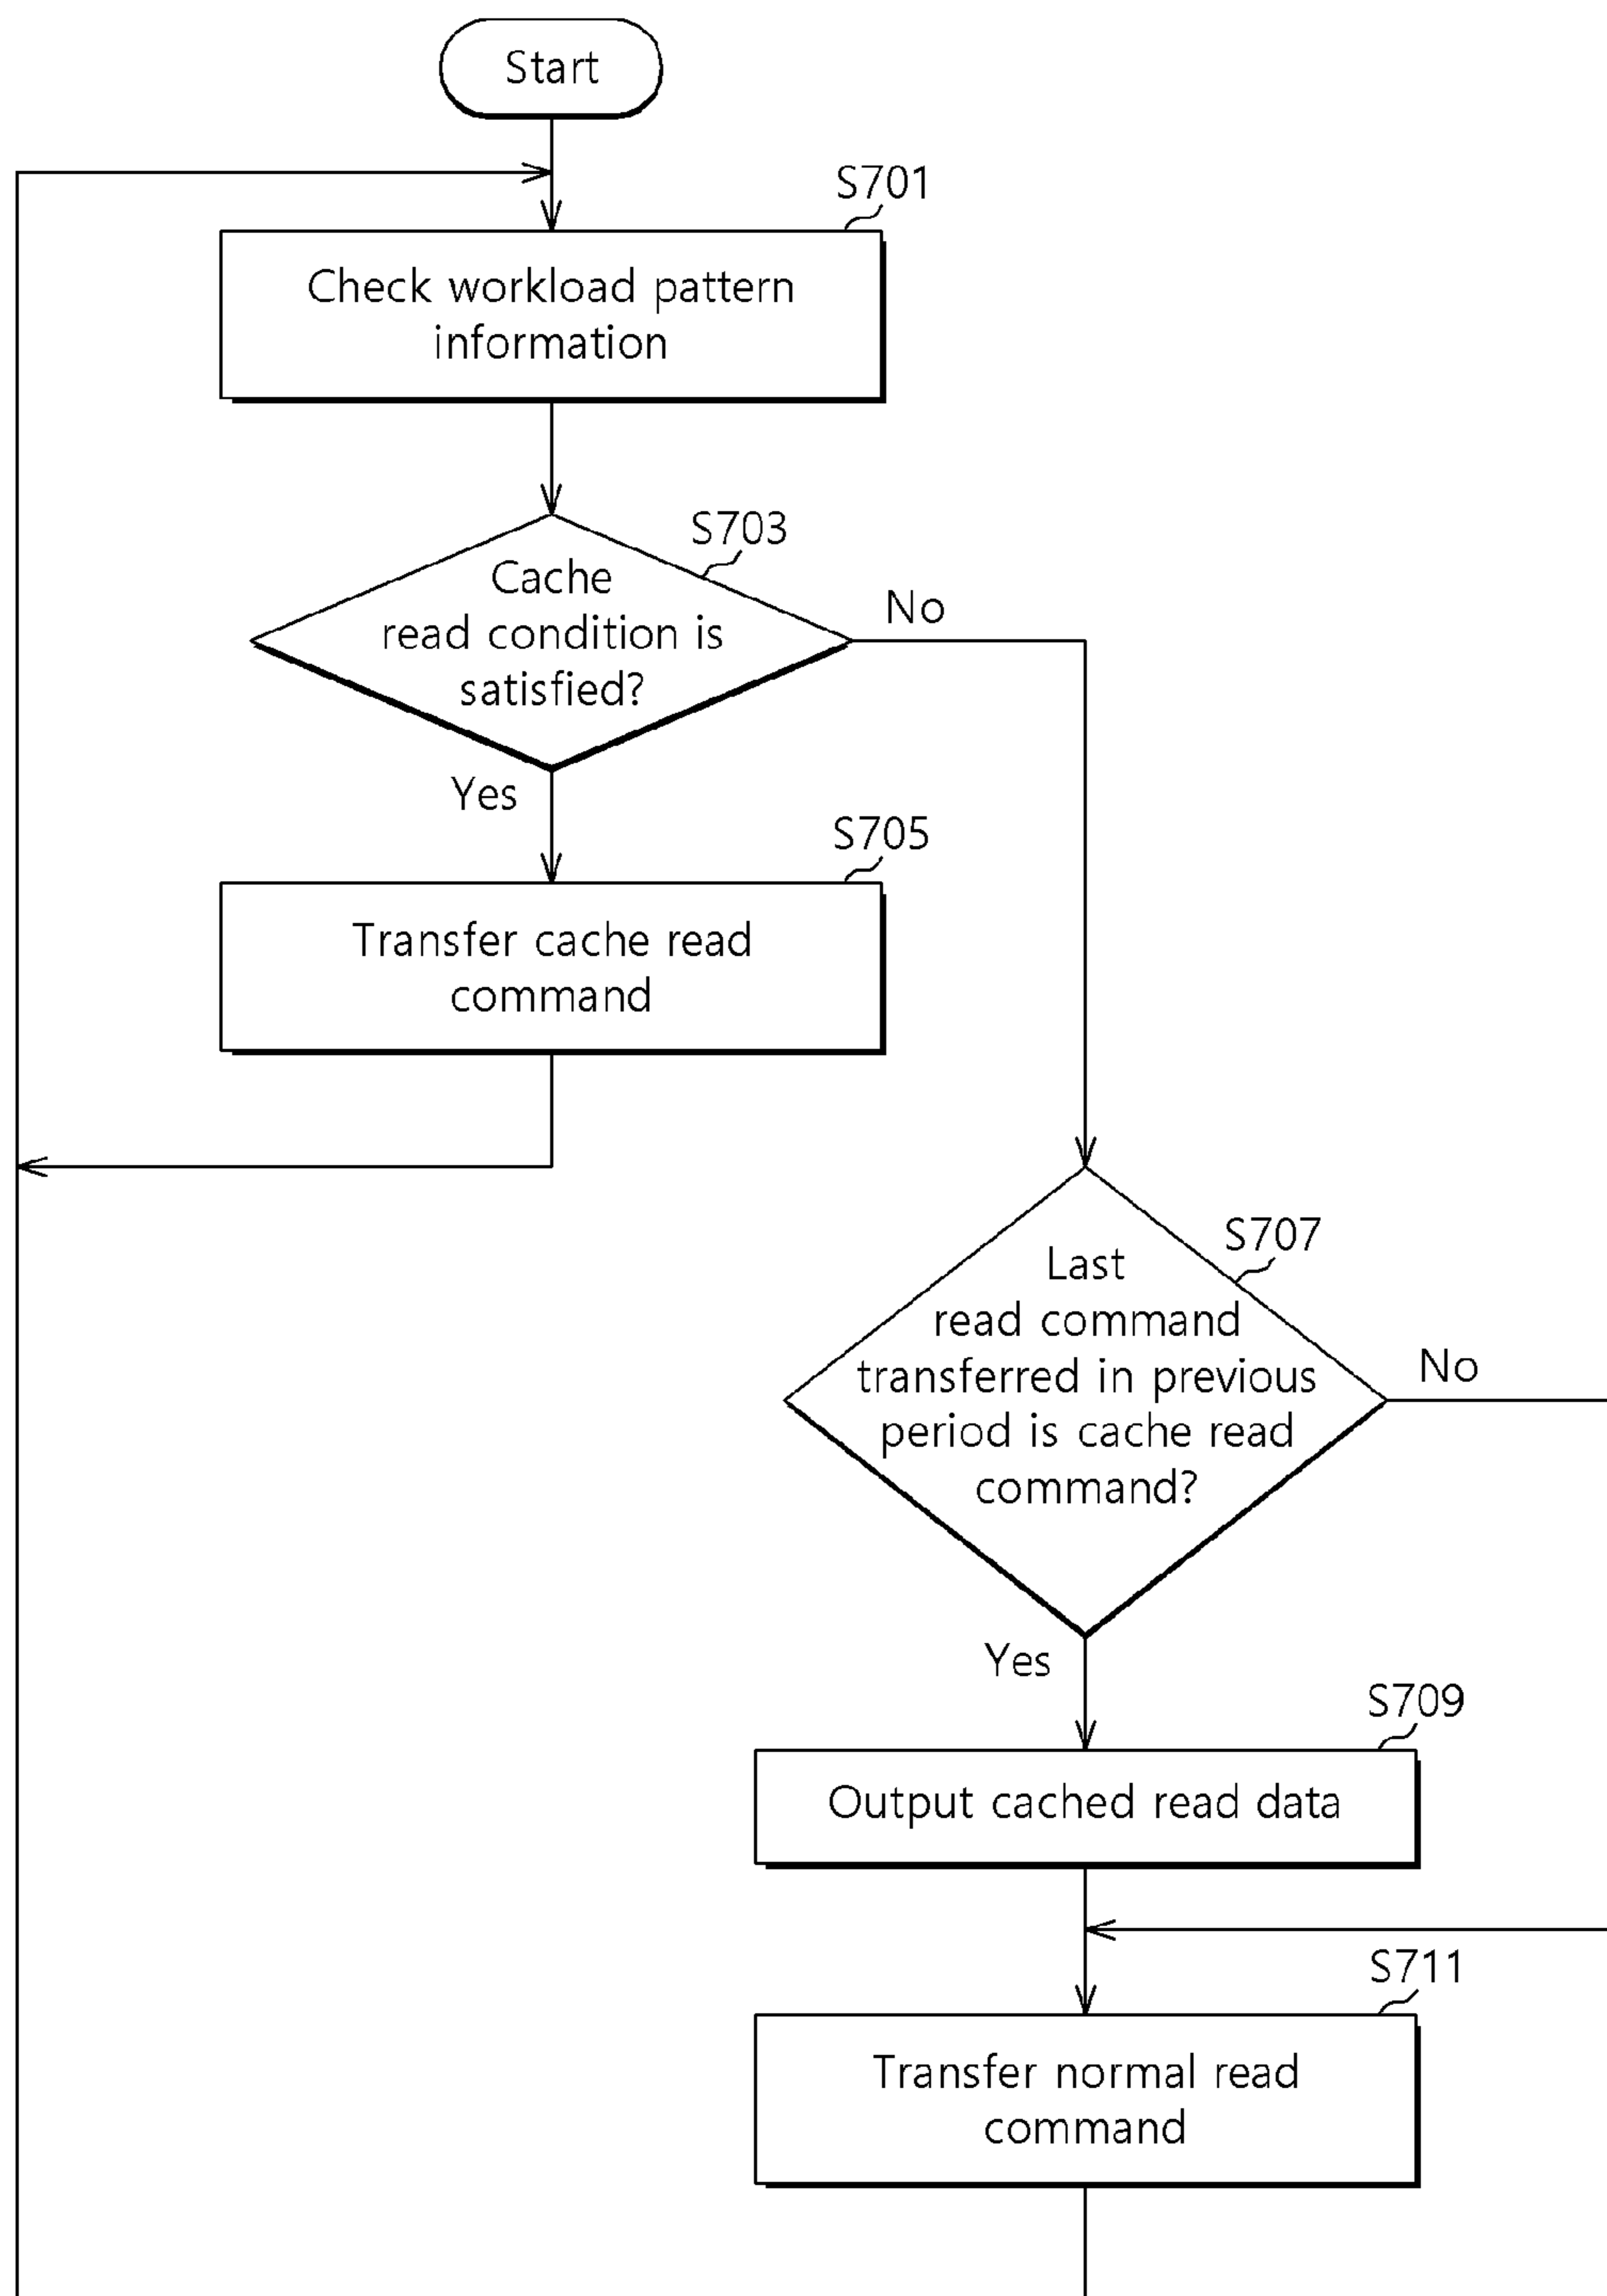 Start
S701
Check workload pattern
information
S703
Cache
read condition is
satisfied?
No
Yes
S705
Transfer cache read
command
S707
Last
read command
transferred in previous
period is cache read
command?
No
Yes
S709
Output cached read data
S711
Transfer normal read
command